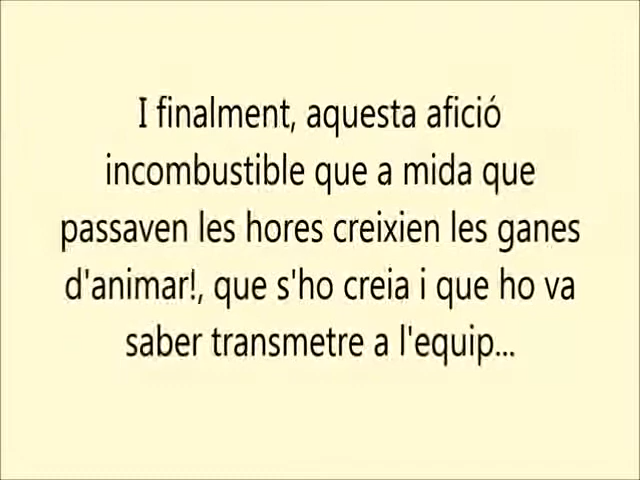 I finalment, aquesta afició
incombustible que a mida que
passaven les hores creixien les ganes
d'animar!, que s'ho creia i que ho va
saber transmetre a l'equip...